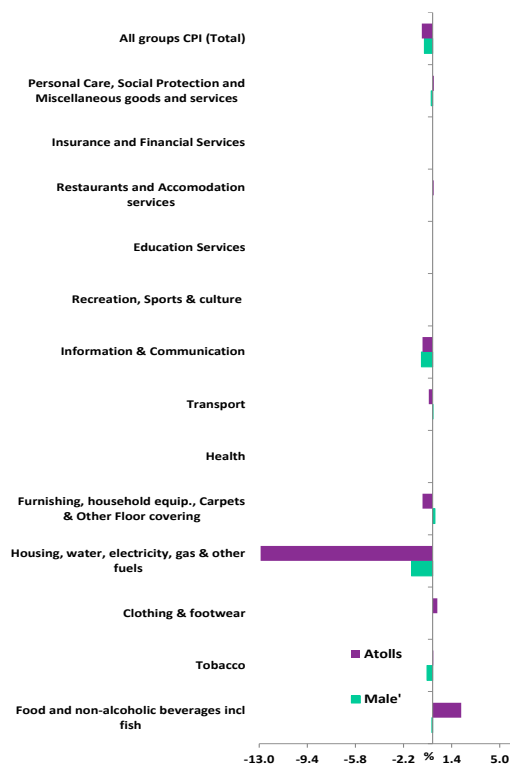 All groups CPI (Total)
Personal Care, Social Protection and
Miscellaneous goods and services
Insurance and Financial Services
Restaurants and Accomodation
services
Education Services
Recreation, Sports & culture
Information & Communication
Transport
Health
Furnishing, household equip., Carpets
& Other Floor covering
Housing, water, electricity, gas & other
fuels
Clothing & footwear
Tobacco
Food and non-alcoholic beverages incl
fish
Atolls
Male'
-13.0 -9.4 -5.8 -2.2 % 1.4 5.0